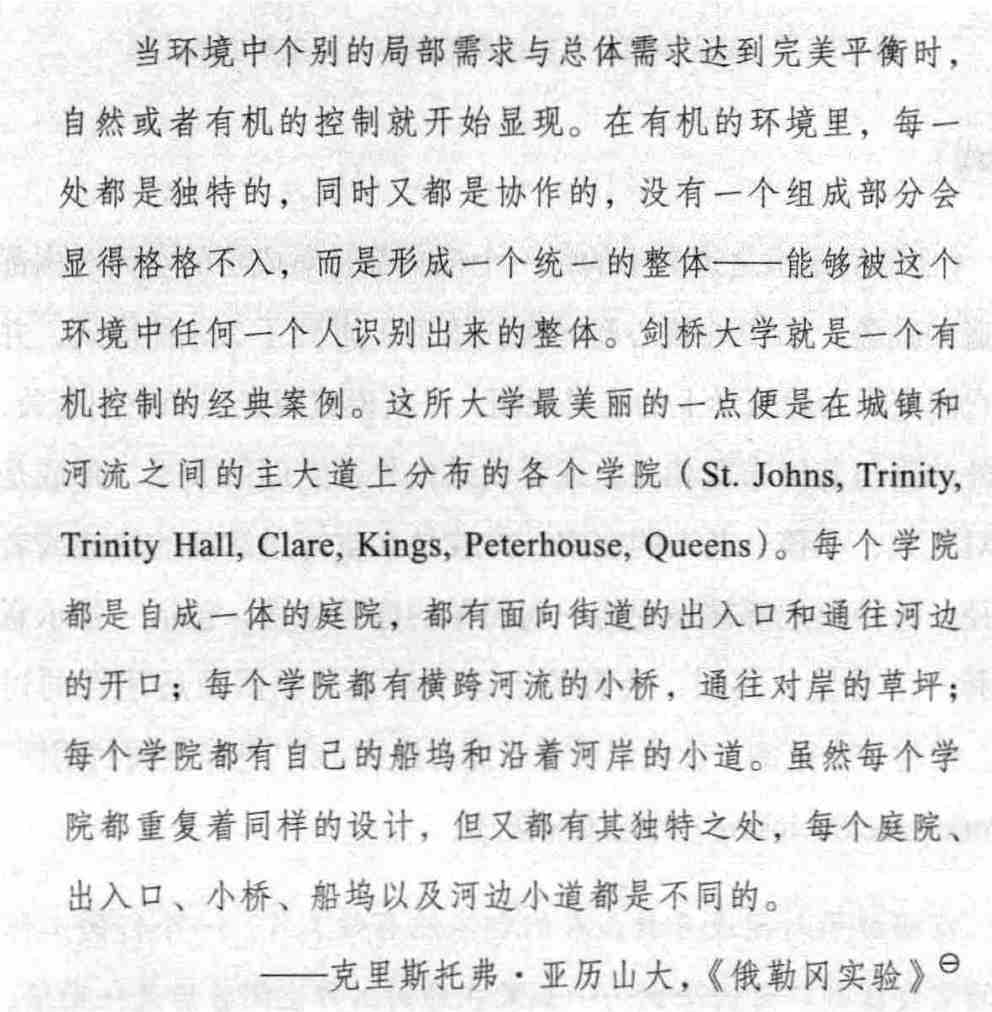 当环境中个别的局部需求与总体需求达到完美平衡时，
自然或者有机的控制就开始显现。在有机的环境里，每一
处都是独特的，同时又都是协作的，没有一个组成部分会
显得格格不入，而是形成一个统一的整体——能够被这个
环境中任何一个人识别出来的整体。剑桥大学就是一个有
机控制的经典案例。这所大学最美丽的一点便是在城镇和
河流之间的主大道上分布的各个学院（St. Johns, Trinity,
Trinity Hall, Clare, Kings, Peterhouse, Queens）。每个学院
都是自成一体的庭院，都有面向街道的出入口和通往河边
的开口；每个学院都有横跨河流的小桥，通往对岸的草坪；
每个学院都有自己的船坞和沿着河岸的小道。虽然每个学
院都重复着同样的设计，但又都有其独特之处，每个庭院、
出入口、小桥、船坞以及河边小道都是不同的。
——克里斯托弗·亚历山大，《俄勒冈实验》⊖